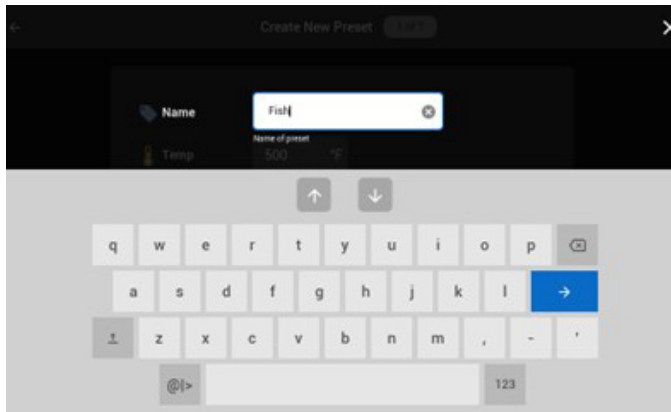 Create New Preset
Name
Fish
Name of preset
Temp
500 °F
q w e r t y u i o p
a s d f g h j k l
z x c v b n m , - '
@|> 123